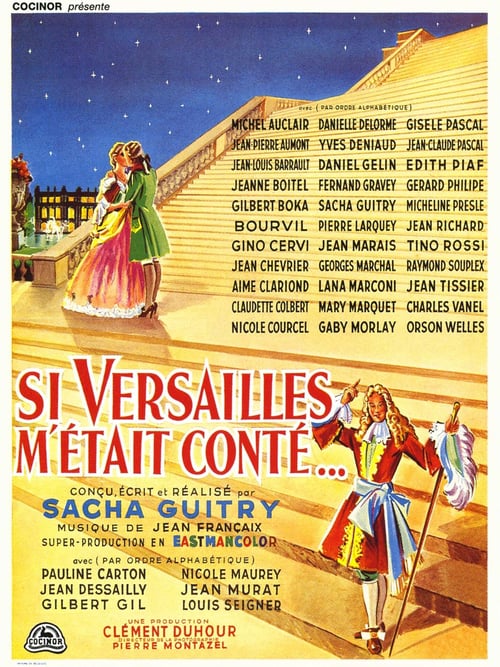 COCINOR présente
avec (PAR ORDRE ALPHABÉTIQUE)
MICHEL AUCLAIR DANIELLE DELORME GISELE PASCAL
JEAN-PIERRE AUMONT YVES DENIAUD JEAN-CLAUDE PASCAL
JEAN-LOUIS BARRAULT DANIEL GELIN EDITH PIAF
JEANNE BOITEL FERNAND GRAVEY GERARD PHILIPE
GILBERT BOKA SACHA GUITRY MICHELINE PRESLE
BOURVIL PIERRE LARQUEY JEAN RICHARD
GINO CERVI JEAN MARAIS TINO ROSSI
JEAN CHEVRIER GEORGES MARCHAL RAYMOND SOUPLEX
AIME CLARIOND LANA MARCONI JEAN TISSIER
CLAUDETTE COLBERT MARY MARQUET CHARLES VANEL
NICOLE COURCEL GABY MORLAY ORSON WELLES
SI VERSAILLES
M'ÉTAIT CONTÉ...
CONÇU, ÉCRIT et RÉALISÉ par
SACHA GUITRY
MUSIQUE DE JEAN FRANÇAIX
SUPER-PRODUCTION EN EASTMANCOLOR
avec (PAR ORDRE ALPHABÉTIQUE)
PAULINE CARTON NICOLE MAUREY
JEAN DESSAILLY JEAN MURAT
GILBERT GIL LOUIS SEIGNER
UNE PRODUCTION
CLÉMENT DUHOUR
DIRECTEUR DE LA PHOTOGRAPHIE
PIERRE MONTAZEL
COCINOR